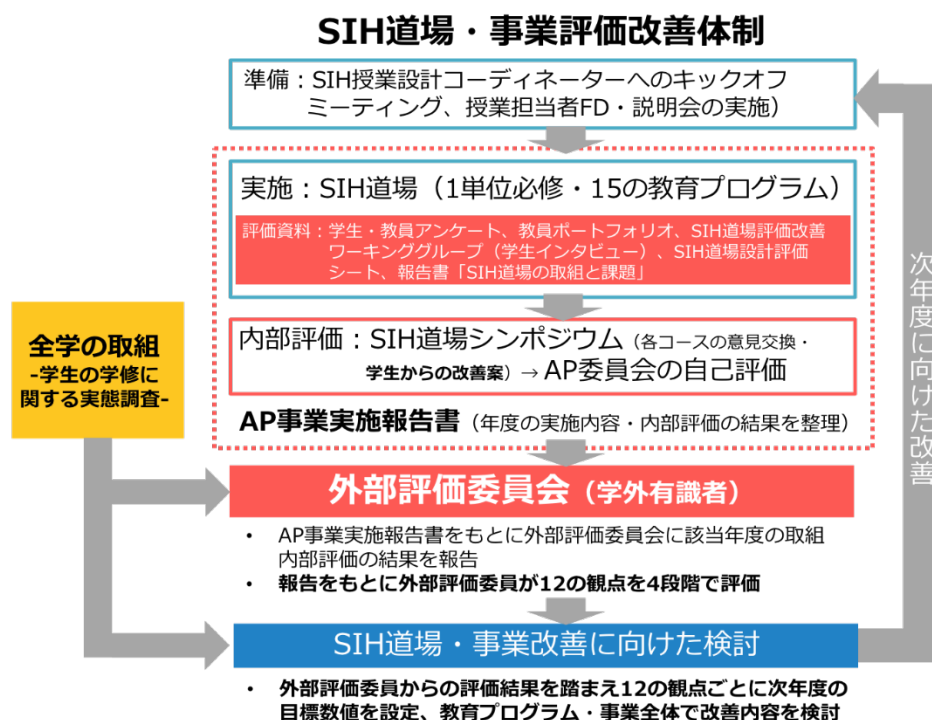 SIH道場・事業評価改善体制
準備：SIH授業設計コーディネーターへのキックオフ
ミーティング、授業担当者FD・説明会の実施）
実施：SIH道場（1単位必修・15の教育プログラム）
評価資料：学生・教員アンケート、教員ポートフォリオ、SIH道場評価改善
ワーキンググループ（学生インタビュー）、SIH道場設計評価
シート、報告書「SIH道場の取組と課題」
内部評価：SIH道場シンポジウム（各コースの意見交換・
学生からの改善案）→ AP委員会の自己評価
AP事業実施報告書（年度の実施内容・内部評価の結果を整理）
全学の取組
-学生の学修に
関する実態調査-
外部評価委員会（学外有識者）
• AP事業実施報告書をもとに外部評価委員会に該当年度の取組
内部評価の結果を報告
• 報告をもとに外部評価委員が12の観点を4段階で評価
SIH道場・事業改善に向けた検討
• 外部評価委員からの評価結果を踏まえ12の観点ごとに次年度の
目標数値を設定、教育プログラム・事業全体で改善内容を検討
次年度に向けた改善